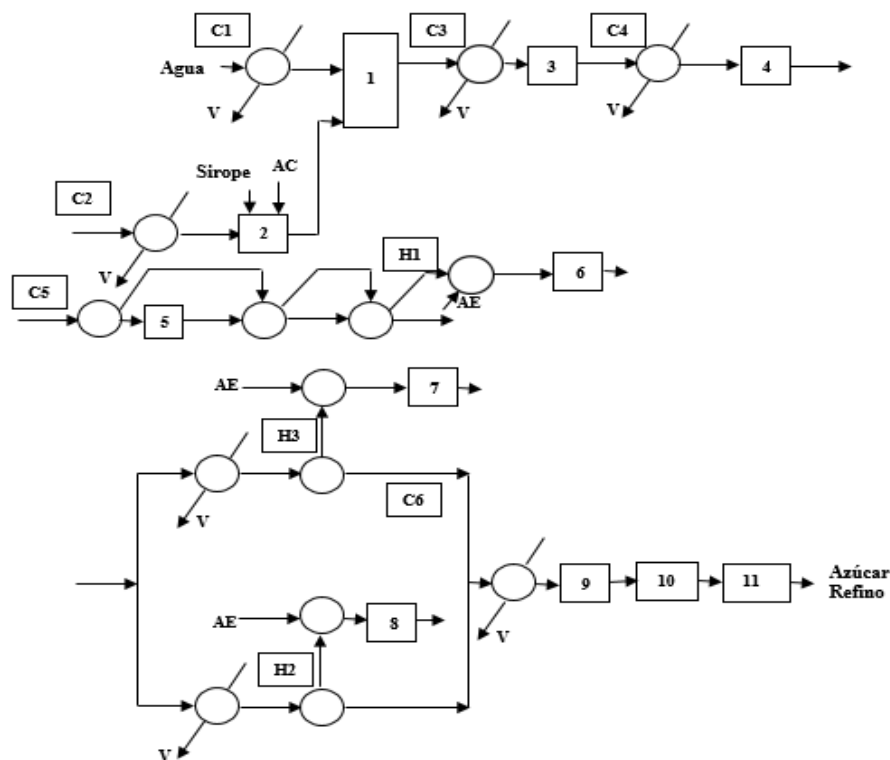 C1
C3
C4
Agua
1
3
4
V
V
V
Sirope
AC
C2
2
V
H1
6
C5
AE
5
AE
7
H3
V
C6
9
10
11
Azúcar
Refino
AE
8
V
H2
V